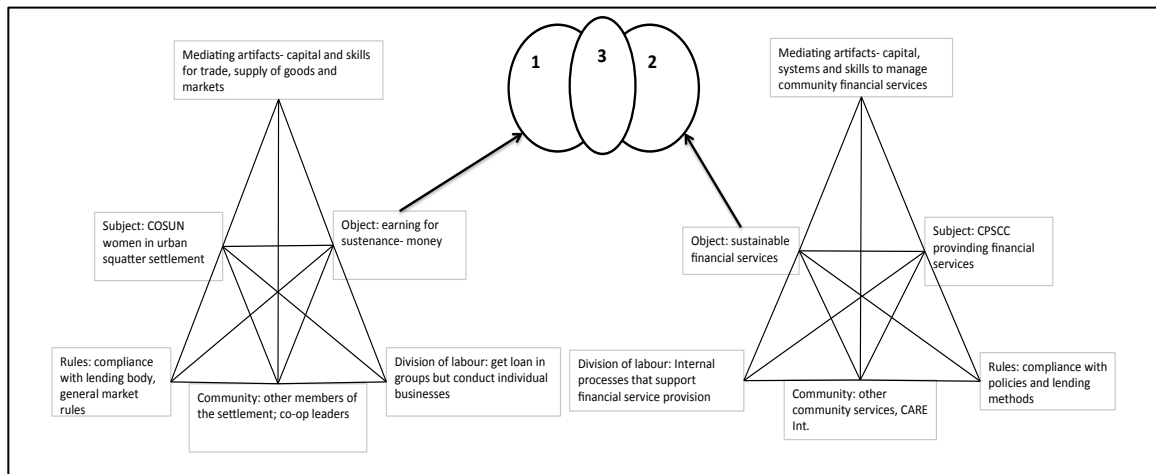 Mediating artifacts- capital and skills
for trade, supply of goods and
markets
1
3
2
Mediating artifacts- capital,
systems and skills to manage
community financial services
Subject: COSUN
women in urban
squatter settlement
Object: earning for
sustenance- money
Object: sustainable
financial services
Subject: CPSCC
provinding financial
services
Rules: compliance
with lending body,
general market
rules
Community: other members
of the settlement; co-op leaders
Division of labour: get loan in
groups but conduct individual
businesses
Division of labour: Internal
processes that support
financial service provision
Community: other
community services, CARE
Int.
Rules: compliance with
policies and lending
methods